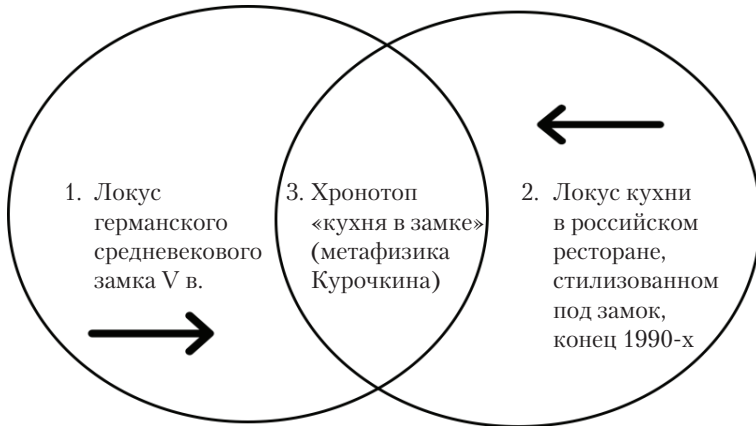 1. Локус
германского
средневекового
замка V в.
3. Хронотоп
«кухня в замке»
(метафизика
Курочкина)
2. Локус кухни
в российском
ресторане,
стилизованном
под замок,
конец 1990-х